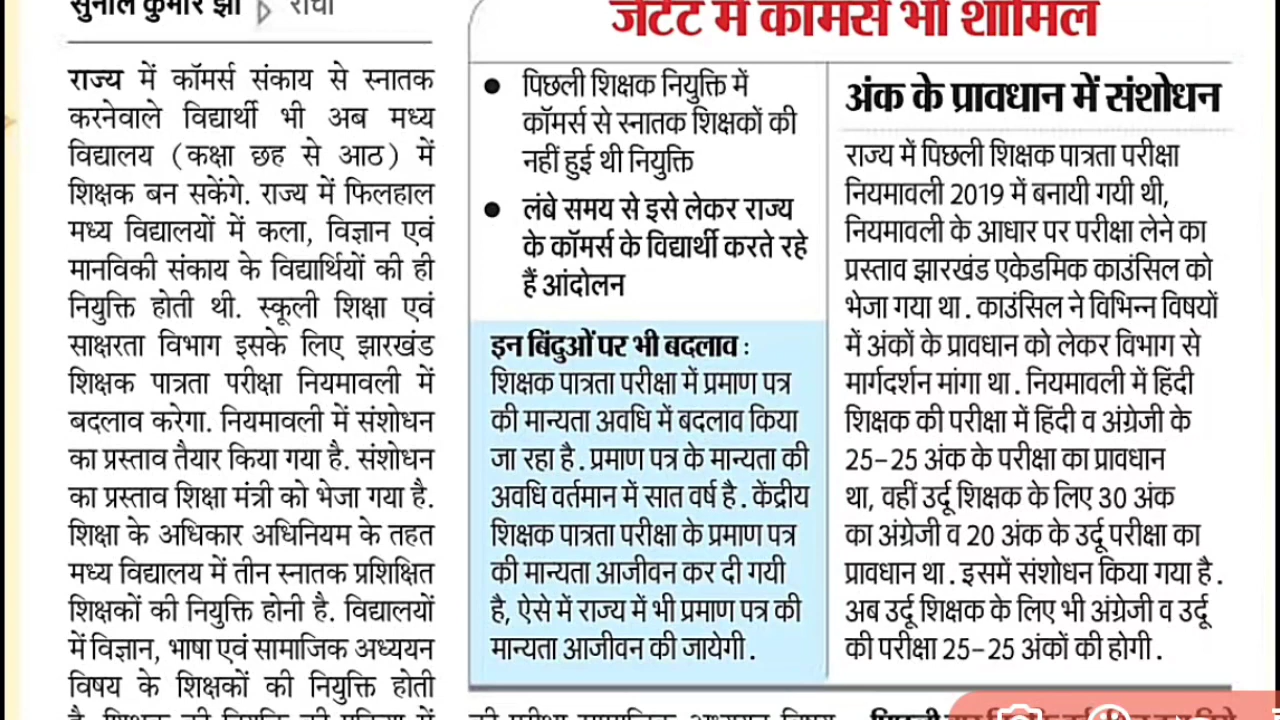 सुनील कुमार झा ▷ रांची
राज्य में कॉमर्स संकाय से स्नातक
करनेवाले विद्यार्थी भी अब मध्य
विद्यालय (कक्षा छह से आठ) में
शिक्षक बन सकेंगे. राज्य में फिलहाल
मध्य विद्यालयों में कला, विज्ञान एवं
मानविकी संकाय के विद्यार्थियों की ही
नियुक्ति होती थी. स्कूली शिक्षा एवं
साक्षरता विभाग इसके लिए झारखंड
शिक्षक पात्रता परीक्षा नियमावली में
बदलाव करेगा. नियमावली में संशोधन
का प्रस्ताव तैयार किया गया है. संशोधन
का प्रस्ताव शिक्षा मंत्री को भेजा गया है.
शिक्षा के अधिकार अधिनियम के तहत
मध्य विद्यालय में तीन स्नातक प्रशिक्षित
शिक्षकों की नियुक्ति होनी है. विद्यालयों
में विज्ञान, भाषा एवं सामाजिक अध्ययन
विषय के शिक्षकों की नियुक्ति होती
जेटेट में कॉमर्स भी शामिल
● पिछली शिक्षक नियुक्ति में
कॉमर्स से स्नातक शिक्षकों की
नहीं हुई थी नियुक्ति
● लंबे समय से इसे लेकर राज्य
के कॉमर्स के विद्यार्थी करते रहे
हैं आंदोलन
इन बिंदुओं पर भी बदलाव :
शिक्षक पात्रता परीक्षा में प्रमाण पत्र
की मान्यता अवधि में बदलाव किया
जा रहा है. प्रमाण पत्र के मान्यता की
अवधि वर्तमान में सात वर्ष है. केंद्रीय
शिक्षक पात्रता परीक्षा के प्रमाण पत्र
की मान्यता आजीवन कर दी गयी
है, ऐसे में राज्य में भी प्रमाण पत्र की
मान्यता आजीवन की जायेगी.
अंक के प्रावधान में संशोधन
राज्य में पिछली शिक्षक पात्रता परीक्षा
नियमावली 2019 में बनायी गयी थी,
नियमावली के आधार पर परीक्षा लेने का
प्रस्ताव झारखंड एकेडमिक काउंसिल को
भेजा गया था. काउंसिल ने विभिन्न विषयों
में अंकों के प्रावधान को लेकर विभाग से
मार्गदर्शन मांगा था. नियमावली में हिंदी
शिक्षक की परीक्षा में हिंदी व अंग्रेजी के
25-25 अंक के परीक्षा का प्रावधान
था, वहीं उर्दू शिक्षक के लिए 30 अंक
का अंग्रेजी व 20 अंक के उर्दू परीक्षा का
प्रावधान था. इसमें संशोधन किया गया है.
अब उर्दू शिक्षक के लिए भी अंग्रेजी व उर्दू
की परीक्षा 25-25 अंकों की होगी.